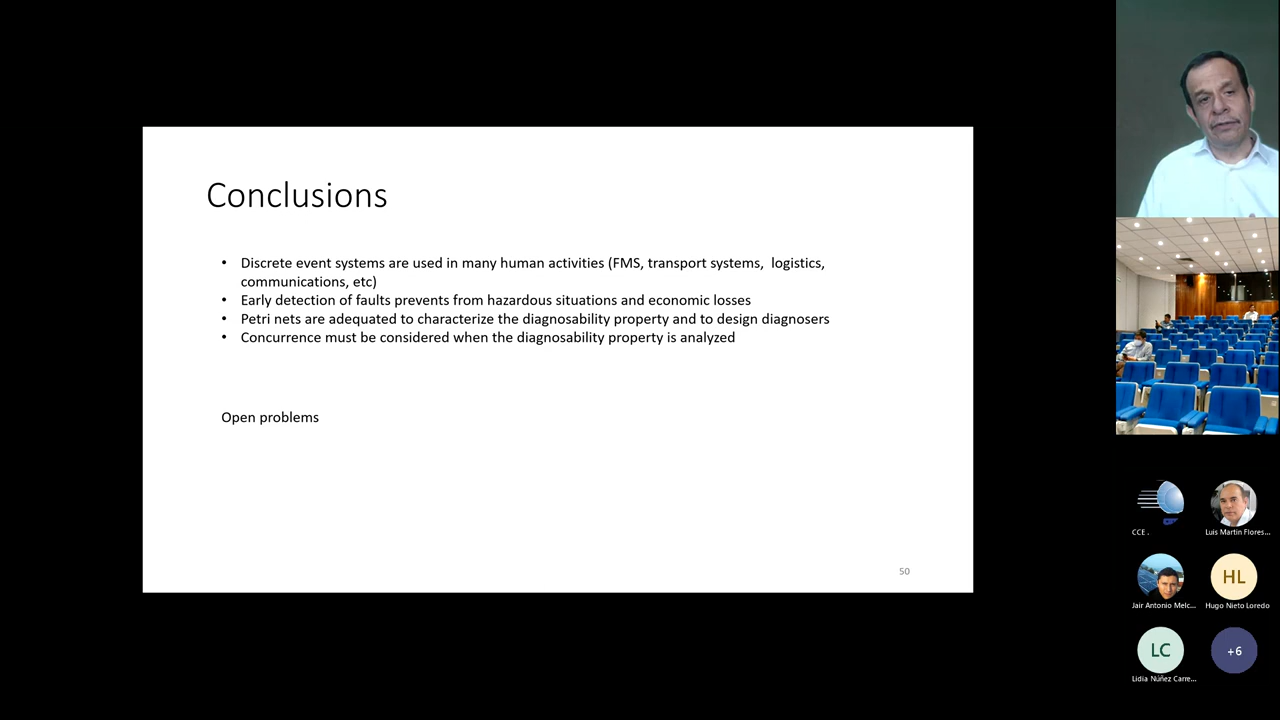 Conclusions
• Discrete event systems are used in many human activities (FMS, transport systems,  logistics,
communications, etc)
• Early detection of faults prevents from hazardous situations and economic losses
• Petri nets are adequated to characterize the diagnosability property and to design diagnosers
• Concurrence must be considered when the diagnosability property is analyzed
Open problems
50
CCE .
Luis Martin Flores...
Jair Antonio Melc...
HL
Hugo Nieto Loredo
LC
Lidia Núñez Carre...
+6